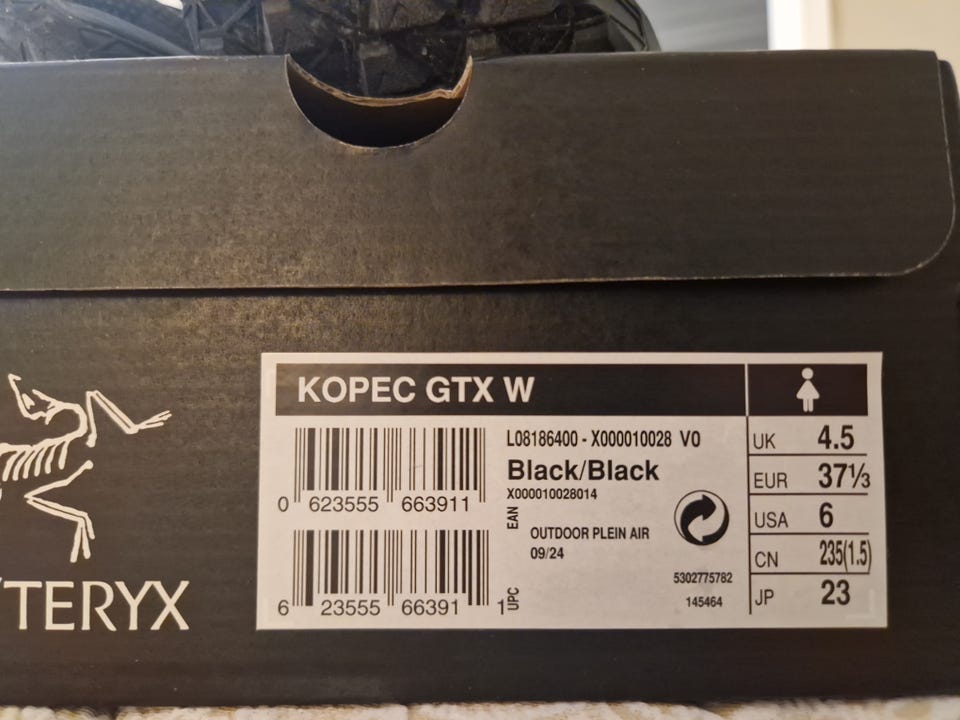 'TERYX
KOPEC GTX W
0 623555 663911
6 23555 66391 1
L08186400 - X000010028 V0
Black/Black
X000010028014
EAN
OUTDOOR PLEIN AIR
09/24
UPC
5302775782
145464
UK 4.5
EUR 37⅓
USA 6
CN 235(1.5)
JP 23